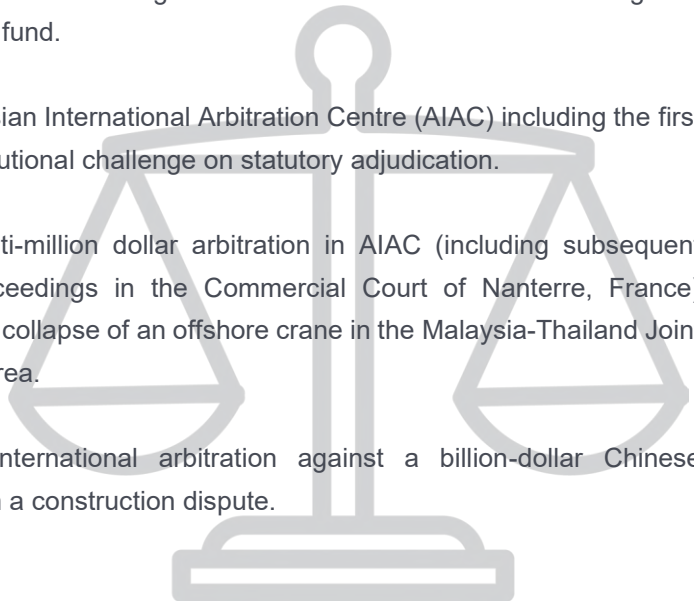 fund.
sian International Arbitration Centre (AIAC) including the firs
utional challenge on statutory adjudication.
ti-million dollar arbitration in AIAC (including subsequent
ceedings in the Commercial Court of Nanterre, France)
collapse of an offshore crane in the Malaysia-Thailand Join
rea.
nternational arbitration against a billion-dollar Chinese
a construction dispute.